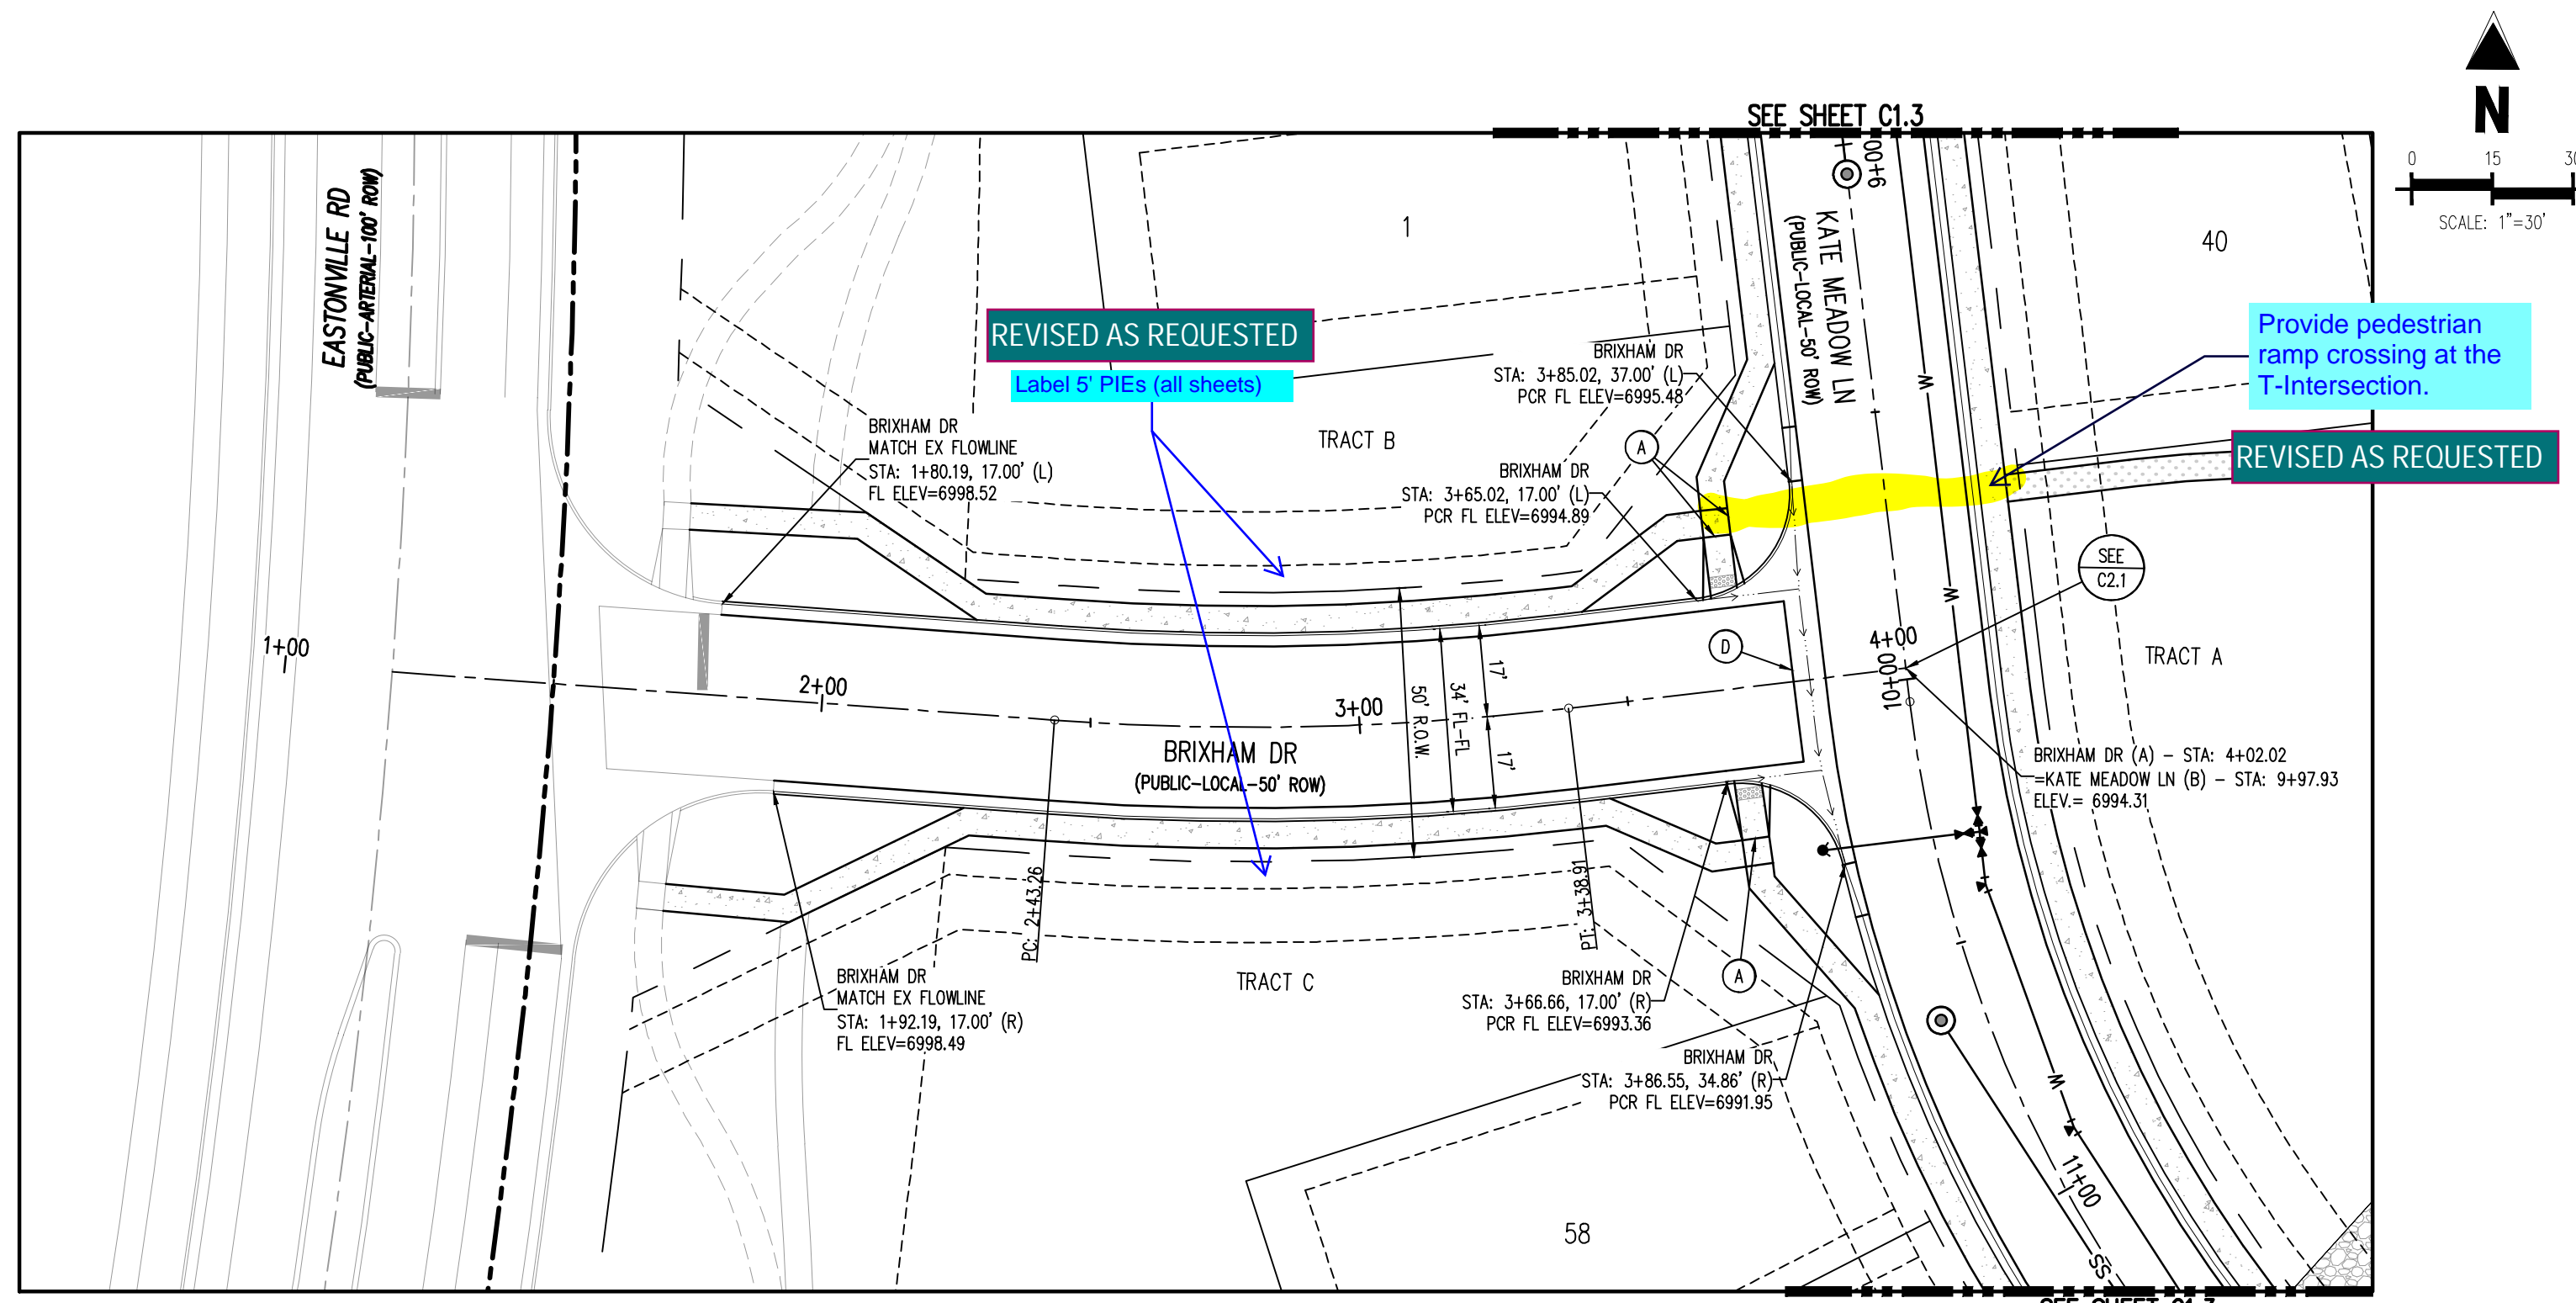 SEE SHEET C1.3
N
0 15 30
SCALE: 1"=30'
EASTONVILLE RD
(PUBLIC-ARTERIAL-100' ROW)
1
40
9+00
KATE MEADOW LN
(PUBLIC-LOCAL-50' ROW)
REVISED AS REQUESTED
Label 5' PIEs (all sheets)
Provide pedestrian
ramp crossing at the
T-Intersection.
REVISED AS REQUESTED
BRIXHAM DR
STA: 3+85.02, 37.00' (L)
PCR FL ELEV=6995.48
BRIXHAM DR
MATCH EX FLOWLINE
STA: 1+80.19, 17.00' (L)
FL ELEV=6998.52
TRACT B
A
BRIXHAM DR
STA: 3+65.02, 17.00' (L)
PCR FL ELEV=6994.89
W
W
SEE
C2.1
1+00
2+00
3+00
4+00
10+00
D
TRACT A
17'
34' FL-FL
50' R.O.W.
17'
BRIXHAM DR
(PUBLIC-LOCAL-50' ROW)
BRIXHAM DR (A) - STA: 4+02.02
=KATE MEADOW LN (B) - STA: 9+97.93
ELEV.= 6994.31
PC: 2+43.26
PT: 3+38.91
TRACT C
A
BRIXHAM DR
MATCH EX FLOWLINE
STA: 1+92.19, 17.00' (R)
FL ELEV=6998.49
BRIXHAM DR
STA: 3+66.66, 17.00' (R)
PCR FL ELEV=6993.36
BRIXHAM DR
STA: 3+86.55, 34.86' (R)
PCR FL ELEV=6991.95
W
11+00
58
SS
SEE SHEET C1.3